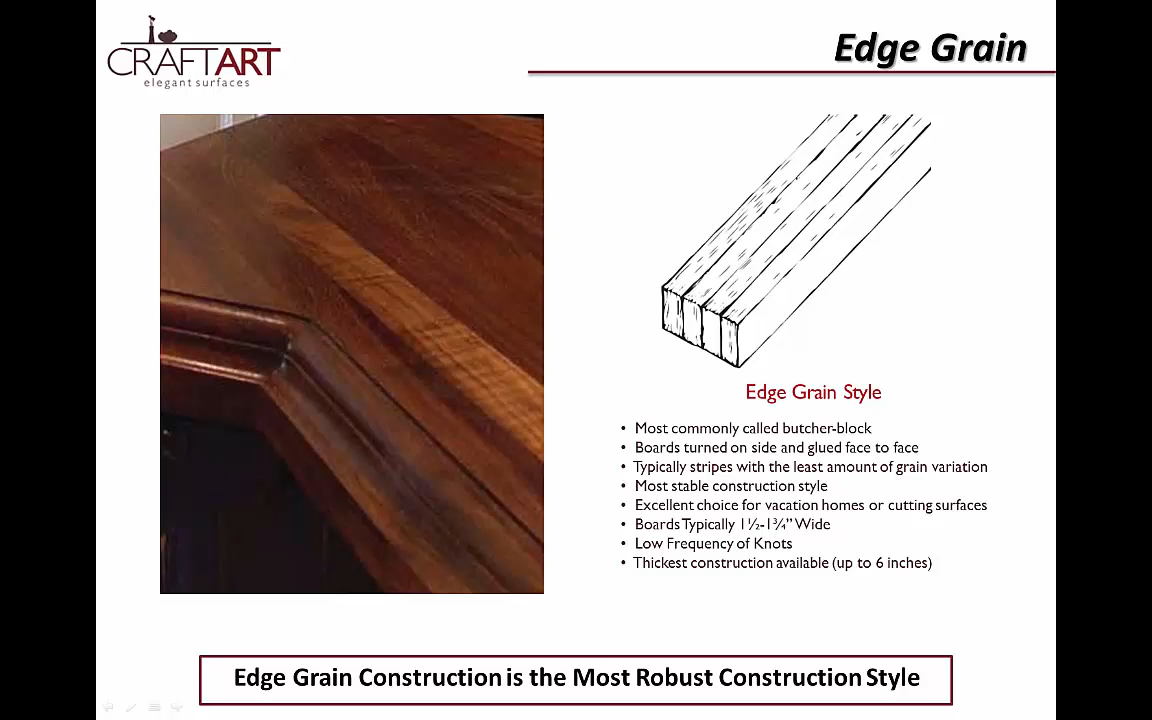 CRAFTART
elegant surfaces
Edge Grain
Edge Grain Style
• Most commonly called butcher-block
• Boards turned on side and glued face to face
• Typically stripes with the least amount of grain variation
• Most stable construction style
• Excellent choice for vacation homes or cutting surfaces
• Boards Typically 1½-1¾” Wide
• Low Frequency of Knots
• Thickest construction available (up to 6 inches)
Edge Grain Construction is the Most Robust Construction Style